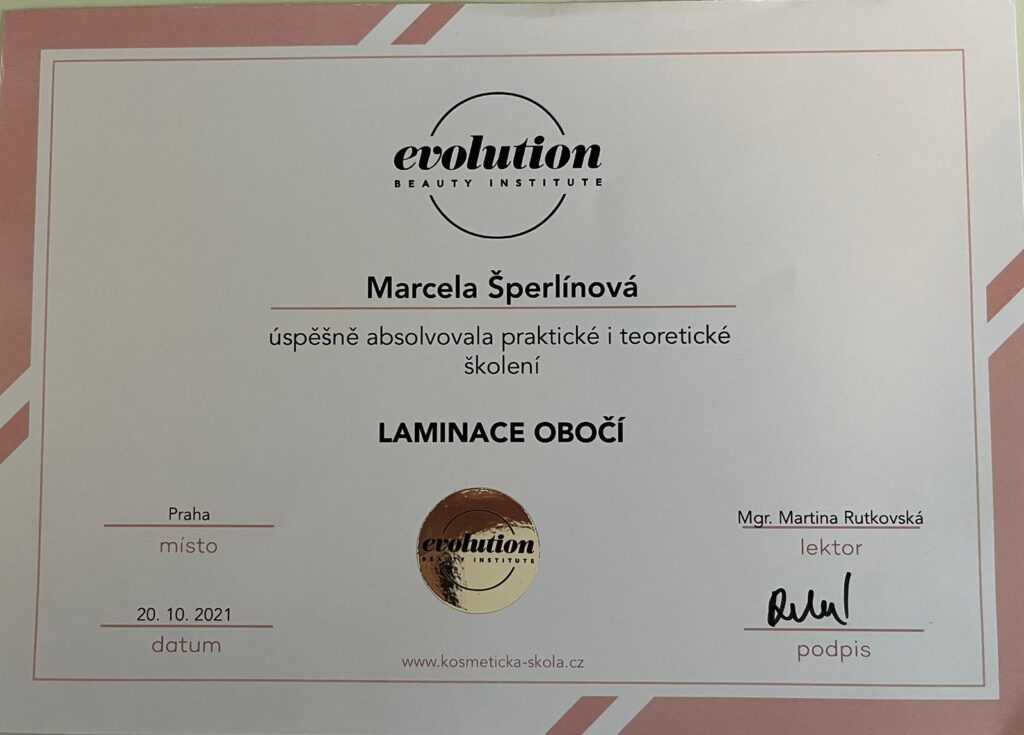 evolution
BEAUTY INSTITUTE
Marcela Šperlínová
úspěšně absolvovala praktické i teoretické
školení
LAMINACE OBOČÍ
Praha
místo
20. 10. 2021
datum
evolution
BEAUTY INSTITUTE
www.kosmeticka-skola.cz
Mgr. Martina Rutkovská
lektor
podpis